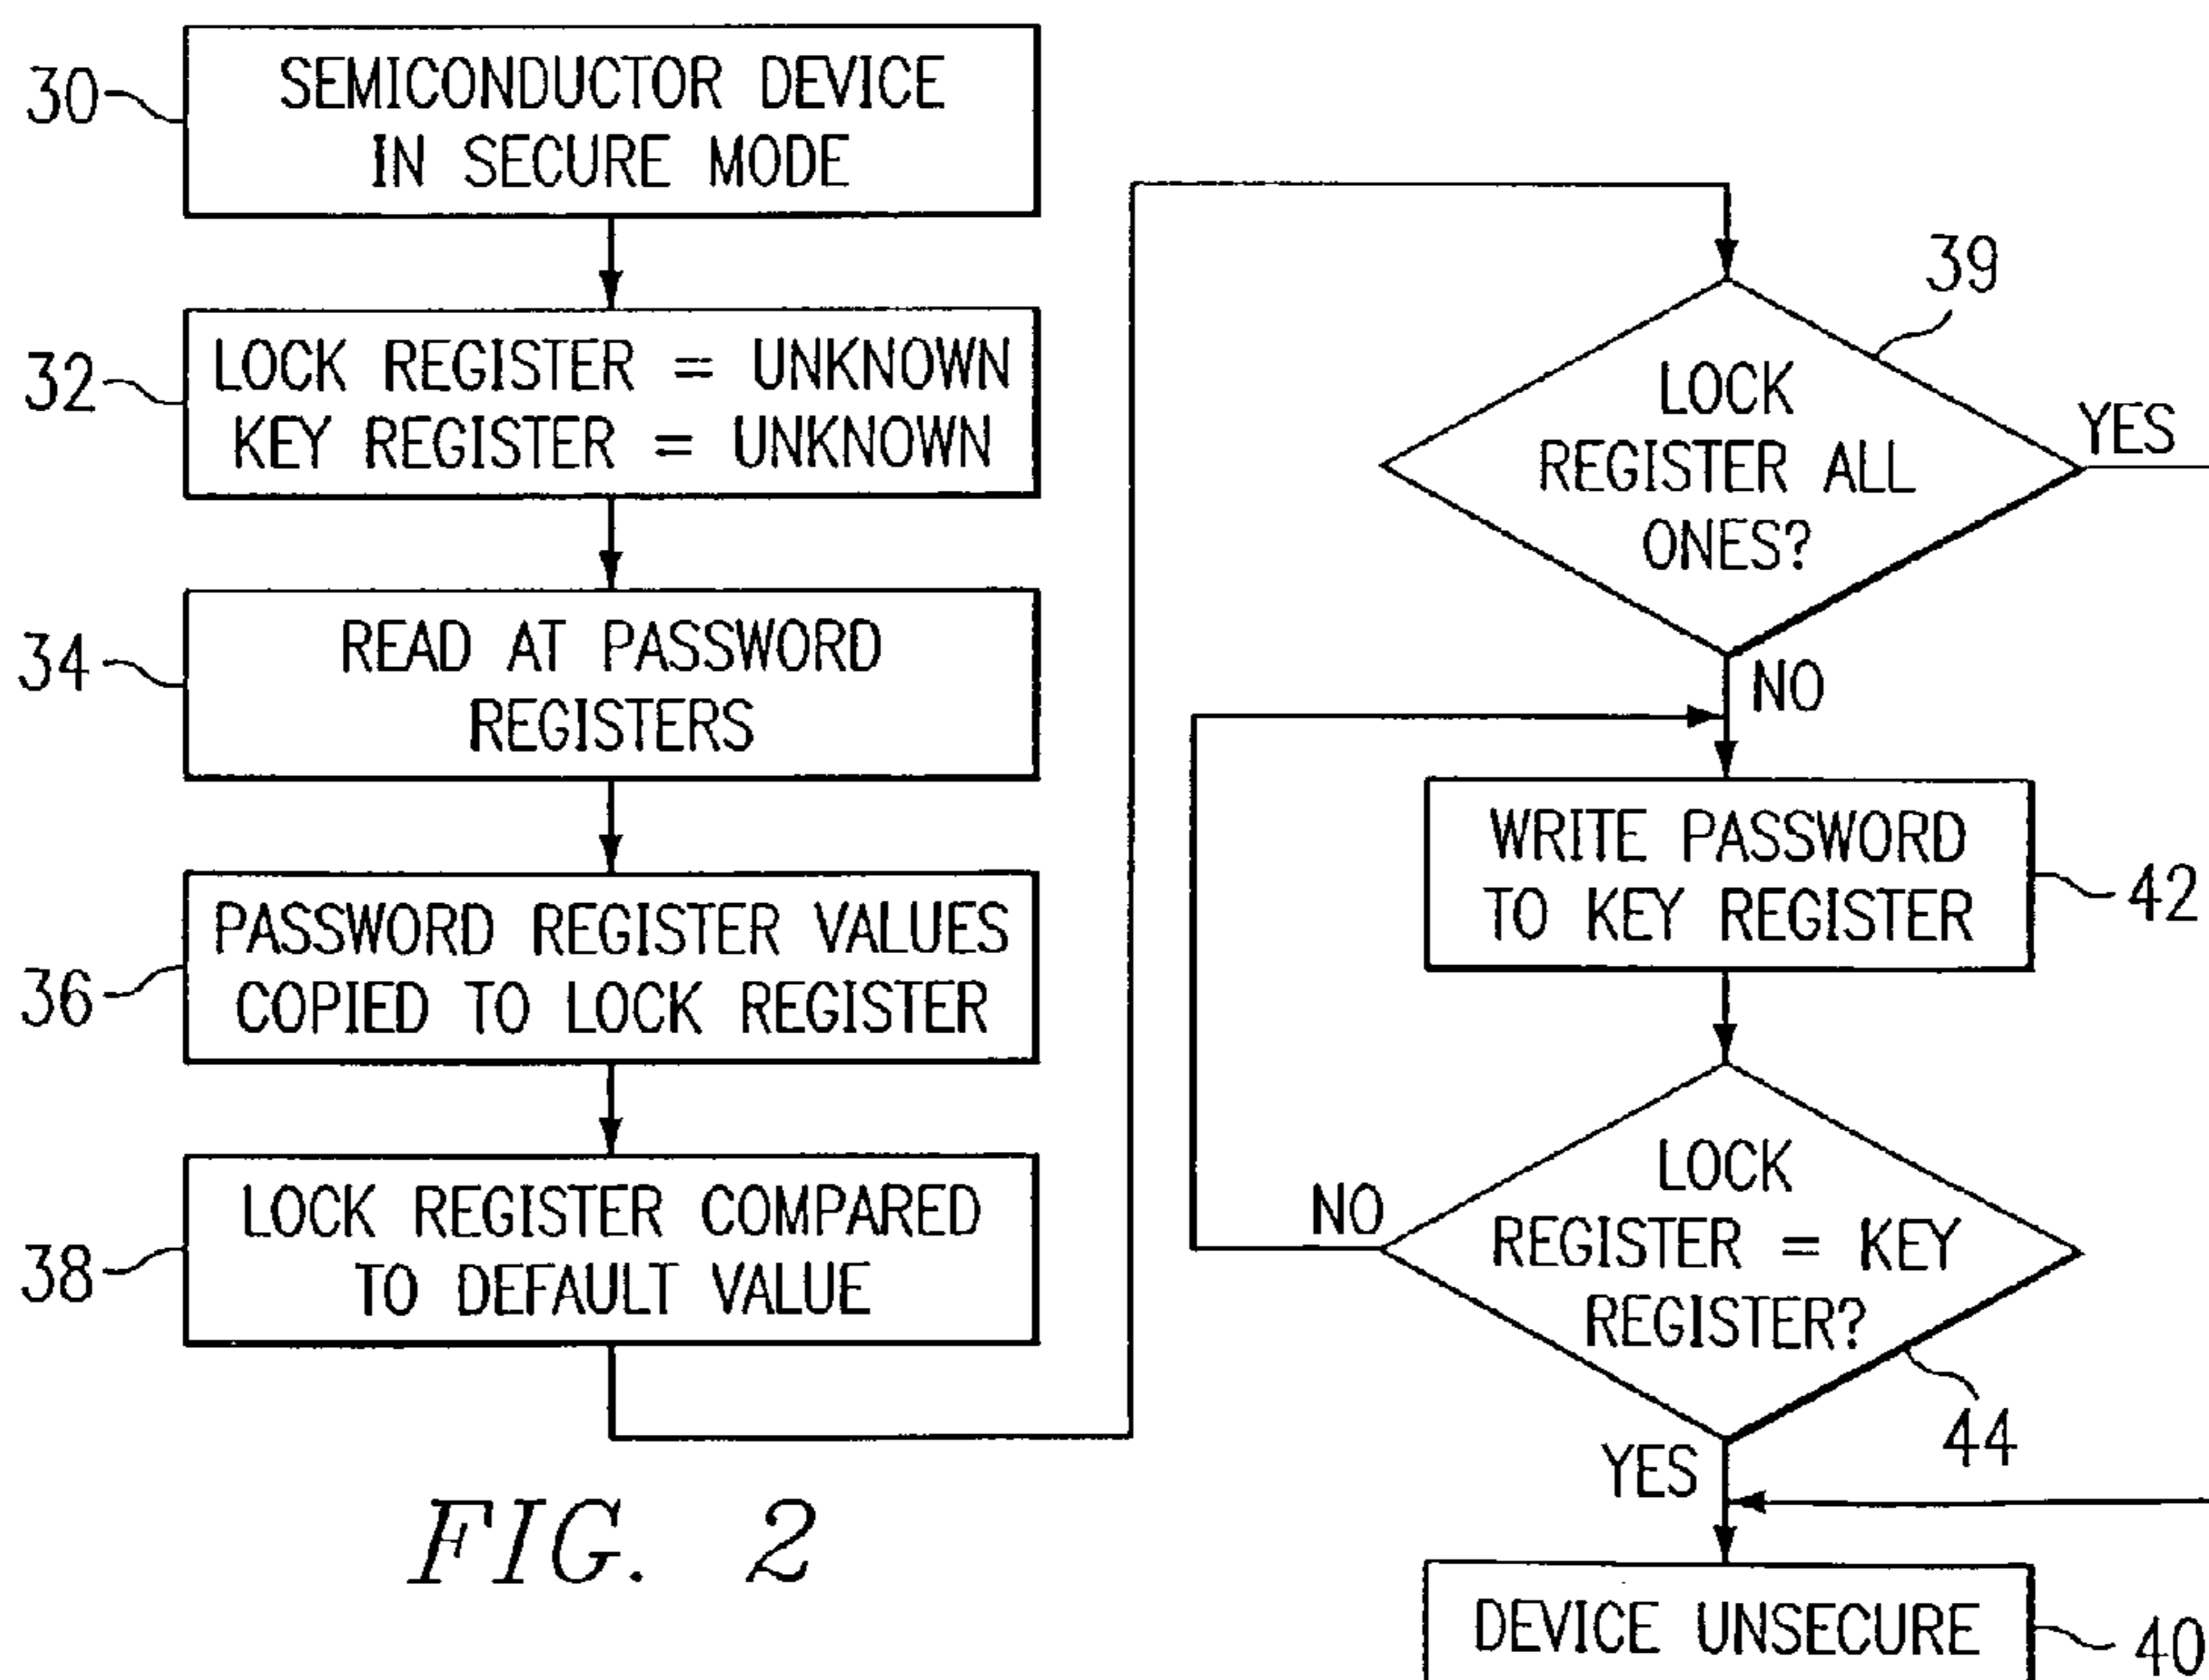 30
SEMICONDUCTOR DEVICE
IN SECURE MODE
32
LOCK REGISTER = UNKNOWN
KEY REGISTER = UNKNOWN
34
READ AT PASSWORD
REGISTERS
36
PASSWORD REGISTER VALUES
COPIED TO LOCK REGISTER
38
LOCK REGISTER COMPARED
TO DEFAULT VALUE
FIG. 2
39
LOCK
REGISTER ALL
ONES?
YES
NO
WRITE PASSWORD
TO KEY REGISTER
42
LOCK
REGISTER = KEY
REGISTER?
NO
44
YES
DEVICE UNSECURE
40